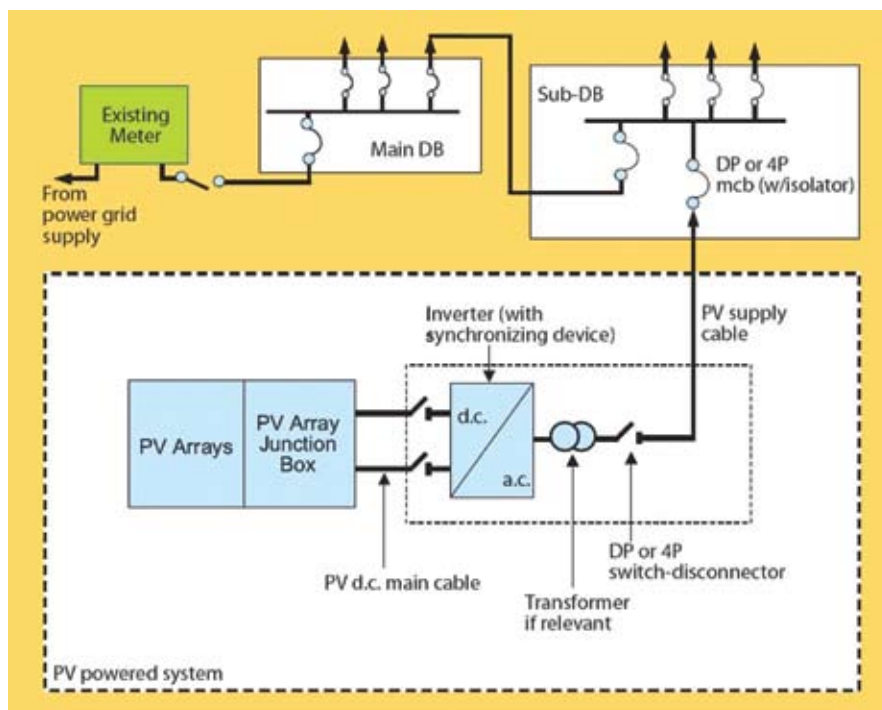 Existing
Meter
From
power grid
supply
Main DB
Sub-DB
DP or 4P
mcb (w/isolator)
Inverter (with
synchronizing device)
PV supply
cable
PV Arrays
PV Array
Junction
Box
d.c.
a.c.
PV d.c. main cable
Transformer
if relevant
DP or 4P
switch-disconnector
PV powered system